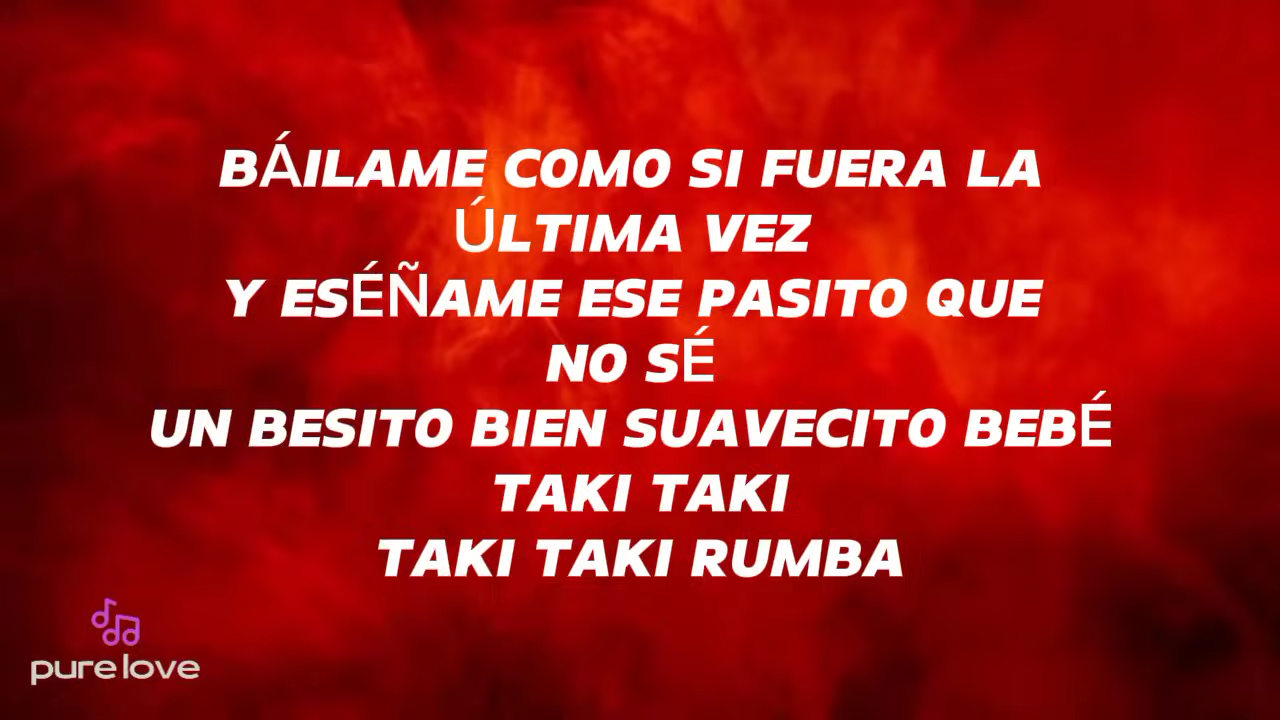 BÁILAME COMO SI FUERA LA
ÚLTIMA VEZ
Y ESÉÑAME ESE PASITO QUE
NO SÉ
UN BESITO BIEN SUAVECITO BEBÉ
TAKI TAKI
TAKI TAKI RUMBA
pure love